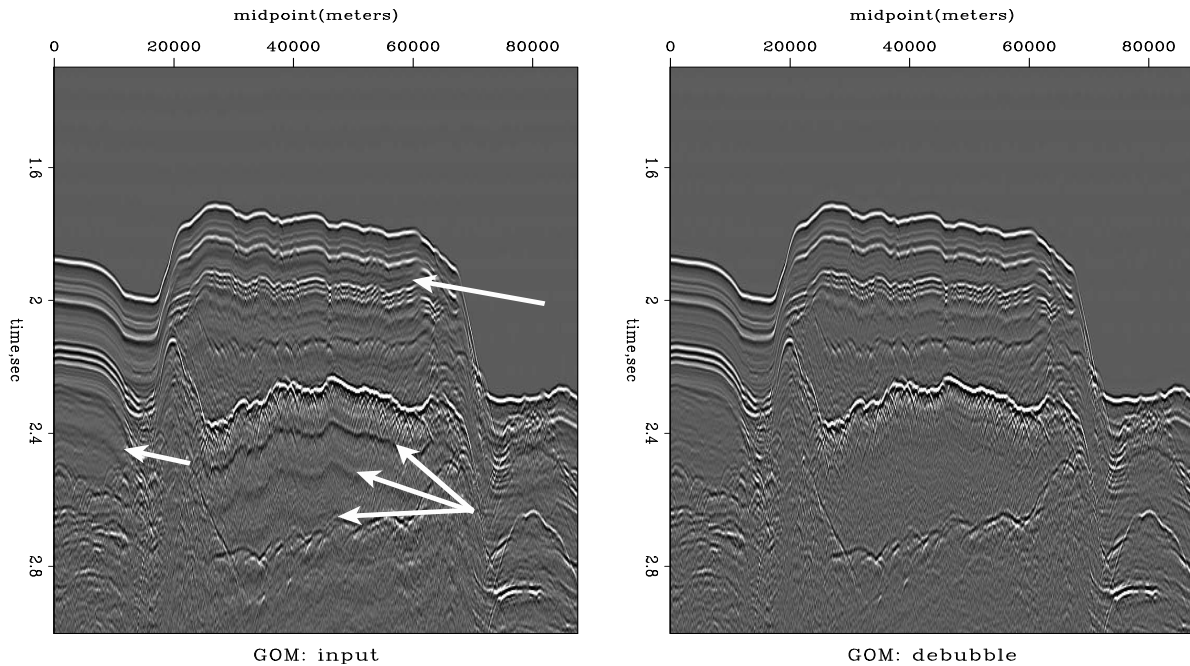 midpoint(meters)
0 20000 40000 60000 80000
1.6
2
2.4
2.8
time,sec
GOM: input
midpoint(meters)
0 20000 40000 60000 80000
1.6
2
2.4
2.8
time,sec
GOM: debubble